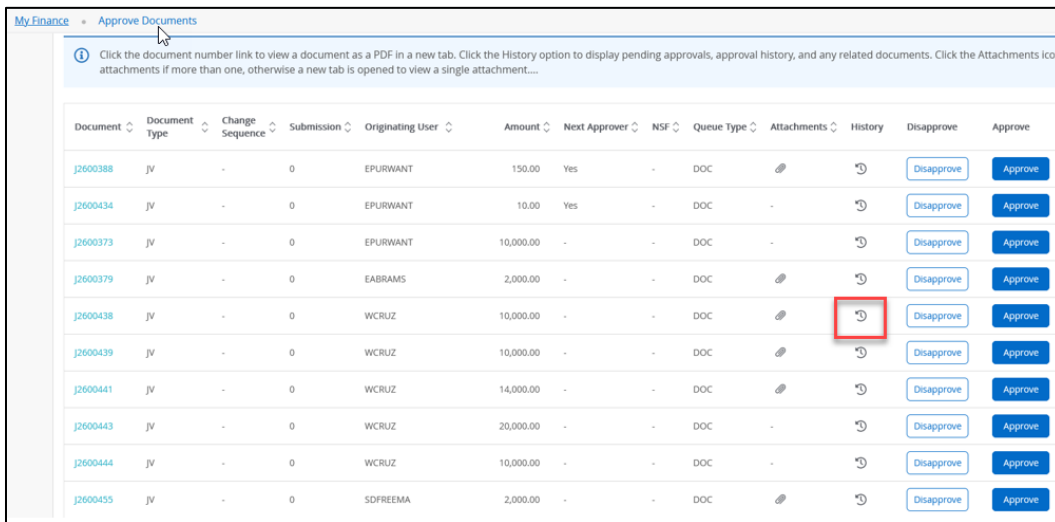 My Finance • Approve Documents
Click the document number link to view a document as a PDF in a new tab. Click the History option to display pending approvals, approval history, and any related documents. Click the Attachments ico
attachments if more than one, otherwise a new tab is opened to view a single attachment....
Document Document Type Change Sequence Submission Originating User Amount Next Approver NSF Queue Type Attachments History Disapprove Approve
J2600388 JV - 0 EPURWANT 150.00 Yes - DOC Disapprove Approve
J2600434 JV - 0 EPURWANT 10.00 Yes - DOC - Disapprove Approve
J2600373 JV - 0 EPURWANT 10,000.00 - - DOC - Disapprove Approve
J2600379 JV - 0 EABRAMS 2,000.00 - - DOC Disapprove Approve
J2600438 JV - 0 WCRUZ 10,000.00 - - DOC Disapprove Approve
J2600439 JV - 0 WCRUZ 10,000.00 - - DOC Disapprove Approve
J2600441 JV - 0 WCRUZ 14,000.00 - - DOC Disapprove Approve
J2600443 JV - 0 WCRUZ 20,000.00 - - DOC - Disapprove Approve
J2600444 JV - 0 WCRUZ 10,000.00 - - DOC - Disapprove Approve
J2600455 JV - 0 SDFREEMA 2,000.00 - - DOC Disapprove Approve